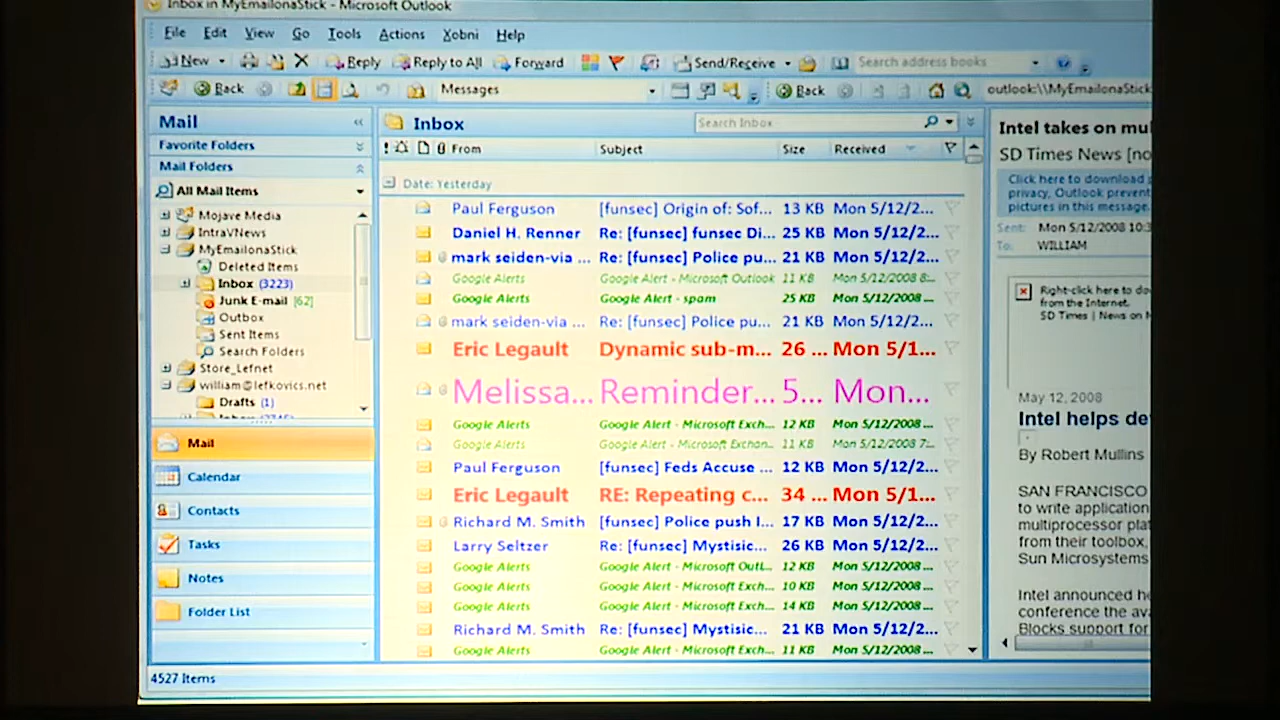 Inbox in MyEmailonaStick - Microsoft Outlook
File Edit View Go Tools Actions Xobni Help
New Reply Reply to All Forward Send/Receive Search address books
Back Messages Back outlook:\\MyEmailonaStick
Mail
Favorite Folders
Mail Folders
All Mail Items
Mojave Media
IntraVNews
MyEmailonaStick
Deleted Items
Inbox (3223)
Junk E-mail [62]
Outbox
Sent Items
Search Folders
Store_Lefnet
william@lefkovics.net
Drafts (1)
Mail
Calendar
Contacts
Tasks
Notes
Folder List
4527 Items
Inbox Search Inbox
From Subject Size Received
Date: Yesterday
Paul Ferguson [funsec] Origin of: Sof... 13 KB Mon 5/12/2...
Daniel H. Renner Re: [funsec] funsec Di... 25 KB Mon 5/12/2...
mark seiden-via ... Re: [funsec] Police pu... 21 KB Mon 5/12/2...
Google Alerts Google Alert - Microsoft Outlook 11 KB Mon 5/12/2008 8:...
Google Alerts Google Alert - spam 25 KB Mon 5/12/2008 ...
mark seiden-via ... Re: [funsec] Police pu... 21 KB Mon 5/12/2...
Eric Legault Dynamic sub-m... 26 ... Mon 5/1...
Melissa... Reminder... 5... Mon...
Google Alerts Google Alert - Microsoft Exch... 12 KB Mon 5/12/2008 ...
Google Alerts Google Alert - Microsoft Exchan... 11 KB Mon 5/12/2008 7:...
Paul Ferguson [funsec] Feds Accuse ... 12 KB Mon 5/12/2...
Eric Legault RE: Repeating c... 34 ... Mon 5/1...
Richard M. Smith [funsec] Police push I... 17 KB Mon 5/12/2...
Larry Seltzer Re: [funsec] Mystisic... 26 KB Mon 5/12/2...
Google Alerts Google Alert - Microsoft Outl... 12 KB Mon 5/12/2008 ...
Google Alerts Google Alert - Microsoft Exch... 10 KB Mon 5/12/2008 ...
Google Alerts Google Alert - Microsoft Exch... 14 KB Mon 5/12/2008 ...
Richard M. Smith Re: [funsec] Mystisic... 21 KB Mon 5/12/2...
Google Alerts Google Alert - Microsoft Exch... 11 KB Mon 5/12/2008 ...
Intel takes on mul
SD Times News [no
Click here to download p
privacy, Outlook prevent
pictures in this message.
Sent: Mon 5/12/2008 10:3
To: WILLIAM
Right-click here to do
from the Internet.
SD Times | News on M
May 12, 2008
Intel helps de
By Robert Mullins
SAN FRANCISCO
to write application
multiprocessor plat
from their toolbox,
Sun Microsystems
Intel announced he
conference the ava
Blocks support for